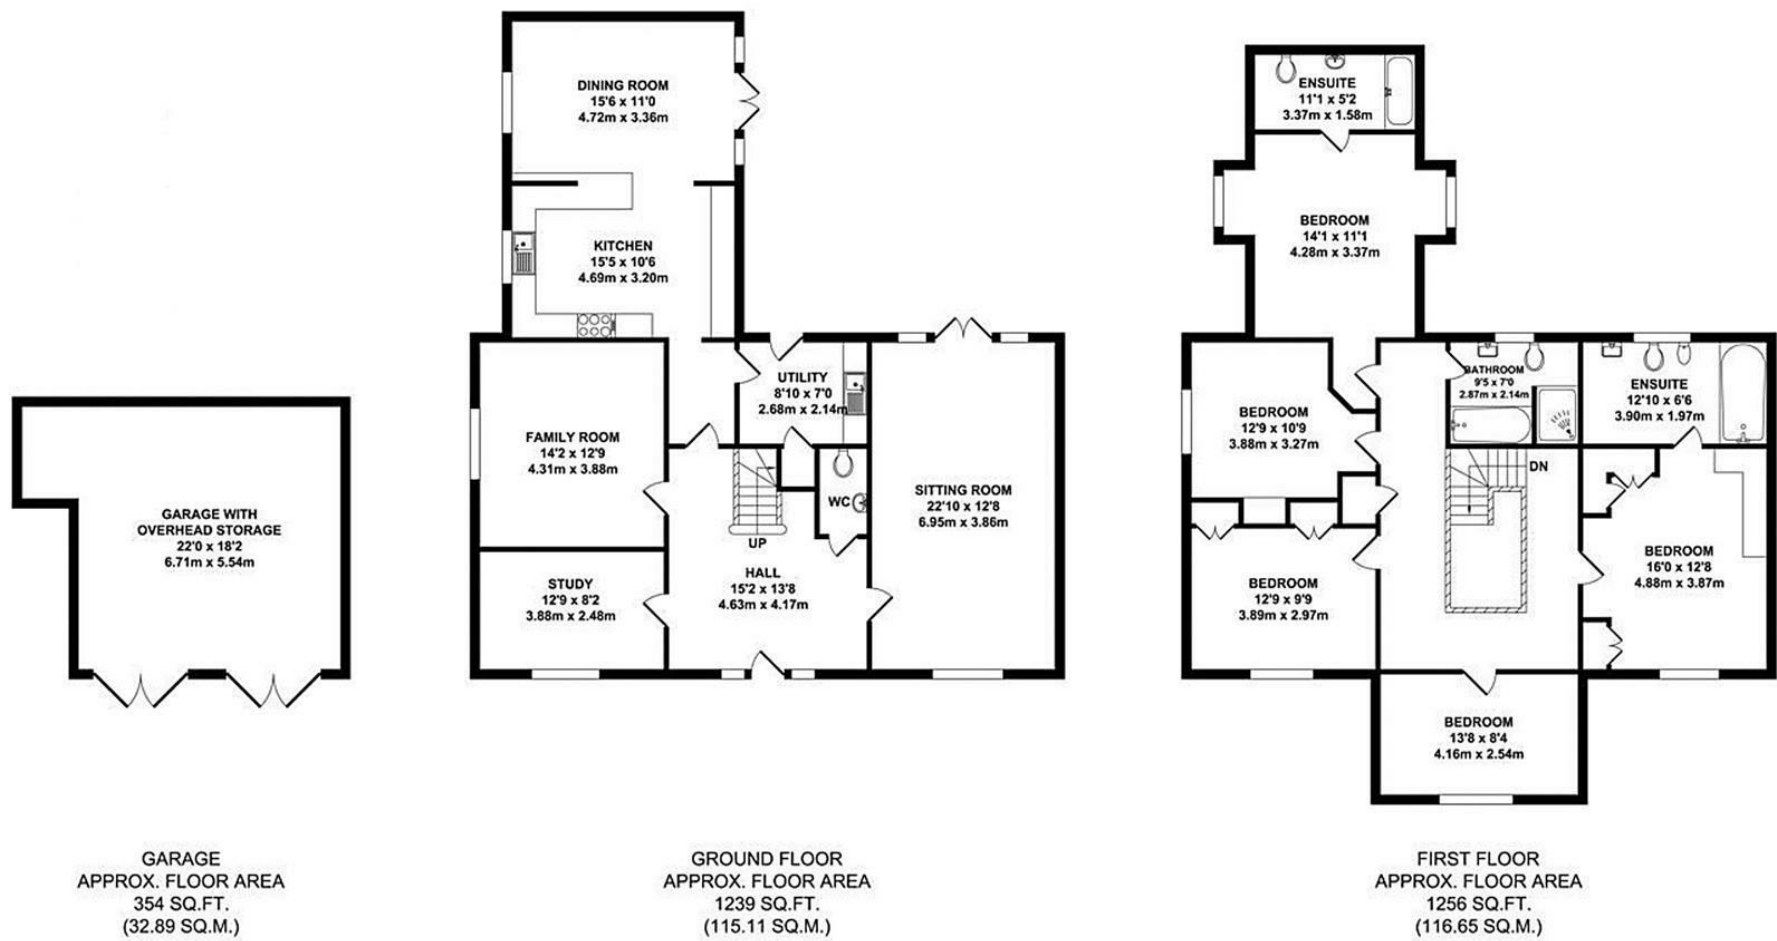 GARAGE WITH
OVERHEAD STORAGE
22'0 x 18'2
6.71m x 5.54m
GARAGE
APPROX. FLOOR AREA
354 SQ.FT.
(32.89 SQ.M.)
DINING ROOM
15'6 x 11'0
4.72m x 3.36m
KITCHEN
15'5 x 10'6
4.69m x 3.20m
UTILITY
8'10 x 7'0
2.68m x 2.14m
FAMILY ROOM
14'2 x 12'9
4.31m x 3.88m
WC
SITTING ROOM
22'10 x 12'8
6.95m x 3.86m
UP
HALL
15'2 x 13'8
4.63m x 4.17m
STUDY
12'9 x 8'2
3.88m x 2.48m
GROUND FLOOR
APPROX. FLOOR AREA
1239 SQ.FT.
(115.11 SQ.M.)
ENSUITE
11'1 x 5'2
3.37m x 1.58m
BEDROOM
14'1 x 11'1
4.28m x 3.37m
BATHROOM
9'5 x 7'0
2.87m x 2.14m
ENSUITE
12'10 x 6'6
3.90m x 1.97m
BEDROOM
12'9 x 10'9
3.88m x 3.27m
DN
BEDROOM
16'0 x 12'8
4.88m x 3.87m
BEDROOM
12'9 x 9'9
3.89m x 2.97m
BEDROOM
13'8 x 8'4
4.16m x 2.54m
FIRST FLOOR
APPROX. FLOOR AREA
1256 SQ.FT.
(116.65 SQ.M.)